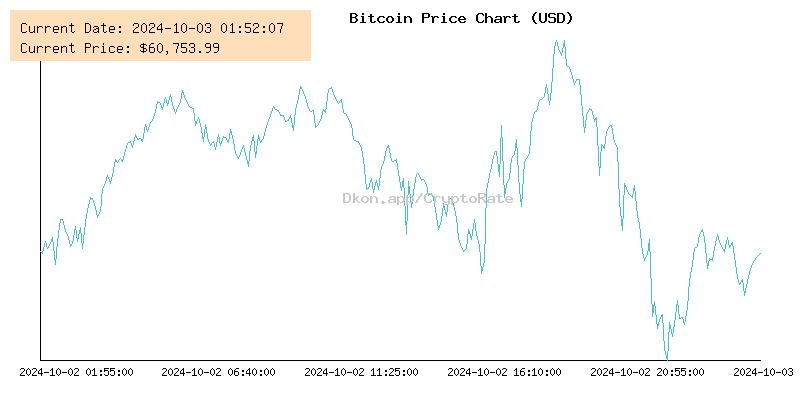 Bitcoin Price Chart (USD)
Current Date: 2024-10-03 01:52:07
Current Price: $60,753.99
Dkon.app/CryptoRate
2024-10-02 01:55:00 2024-10-02 06:40:00 2024-10-02 11:25:00 2024-10-02 16:10:00 2024-10-02 20:55:00 2024-10-03